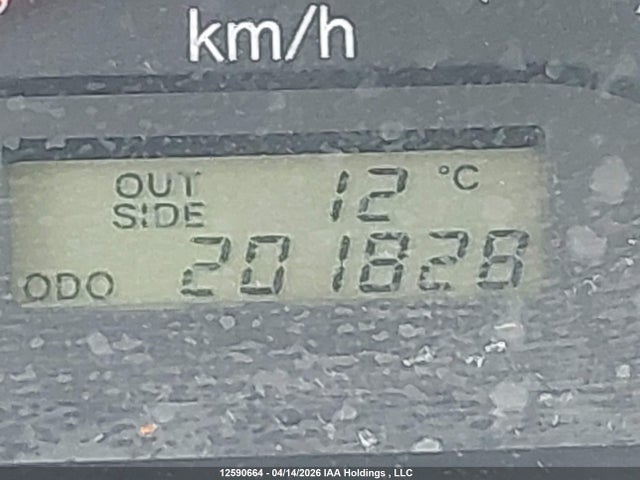 km/h
OUT SIDE 12 °C
ODO 201828
12590664 - 04/14/2026 IAA Holdings , LLC